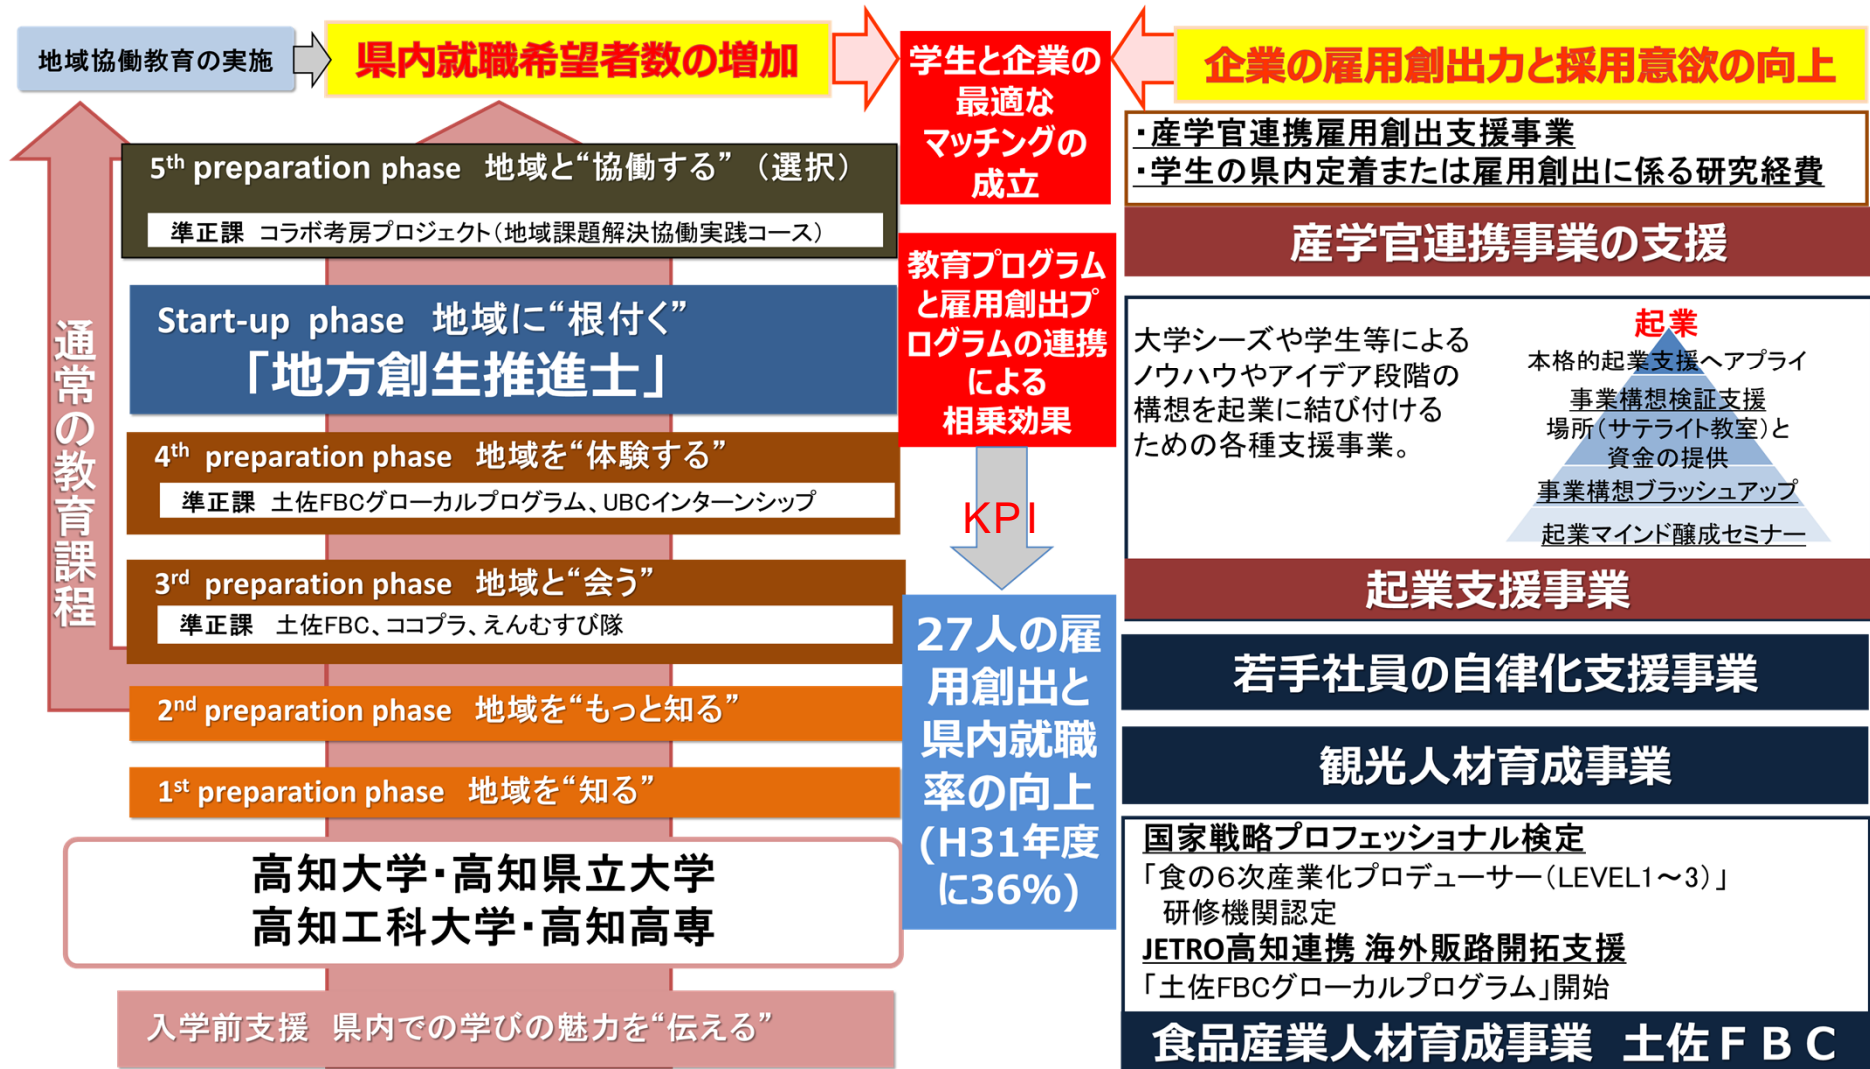 地域協働教育の実施
県内就職希望者数の増加
5th preparation phase 地域と“協働する” （選択）
準正課 コラボ考房プロジェクト（地域課題解決協働実践コース）
Start-up phase 地域に“根付く”
「地方創生推進士」
4th preparation phase 地域を“体験する”
準正課 土佐FBCグローカルプログラム、UBCインターンシップ
3rd preparation phase 地域と“会う”
準正課 土佐FBC、ココプラ、えんむすび隊
2nd preparation phase 地域を“もっと知る”
1st preparation phase 地域を“知る”
通常の教育課程
高知大学・高知県立大学
高知工科大学・高知高専
入学前支援 県内での学びの魅力を“伝える”
学生と企業の
最適な
マッチングの
成立
教育プログラム
と雇用創出プ
ログラムの連携
による
相乗効果
KPI
27人の雇
用創出と
県内就職
率の向上
(H31年度
に36%)
企業の雇用創出力と採用意欲の向上
・産学官連携雇用創出支援事業
・学生の県内定着または雇用創出に係る研究経費
産学官連携事業の支援
大学シーズや学生等による
ノウハウやアイデア段階の
構想を起業に結び付ける
ための各種支援事業。
起業
本格的起業支援へアプライ
事業構想検証支援
場所（サテライト教室）と
資金の提供
事業構想ブラッシュアップ
起業マインド醸成セミナー
起業支援事業
若手社員の自律化支援事業
観光人材育成事業
国家戦略プロフェッショナル検定
「食の６次産業化プロデューサー（LEVEL1～3）」
研修機関認定
JETRO高知連携 海外販路開拓支援
「土佐FBCグローカルプログラム」開始
食品産業人材育成事業 土佐ＦＢＣ